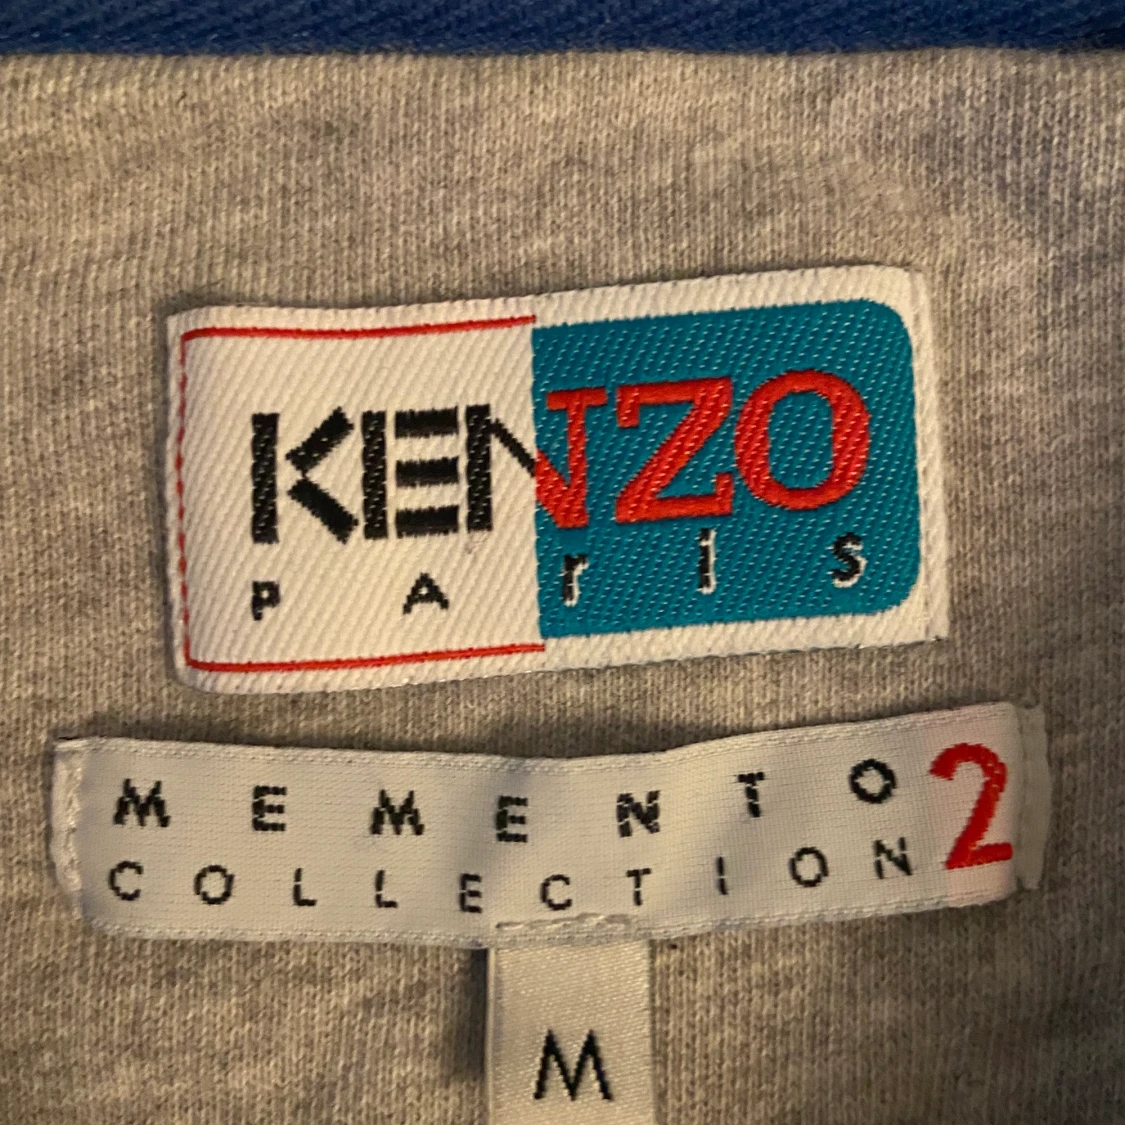 KENZO
PAris
MEMENTO 2
COLLECTION
M